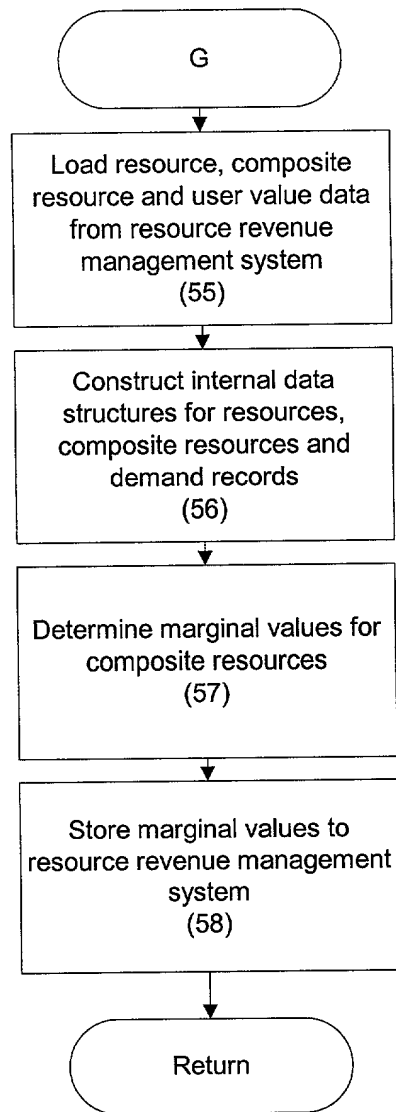 G
Load resource, composite
resource and user value data
from resource revenue
management system
(55)
Construct internal data
structures for resources,
composite resources and
demand records
(56)
Determine marginal values for
composite resources
(57)
Store marginal values to
resource revenue management
system
(58)
Return